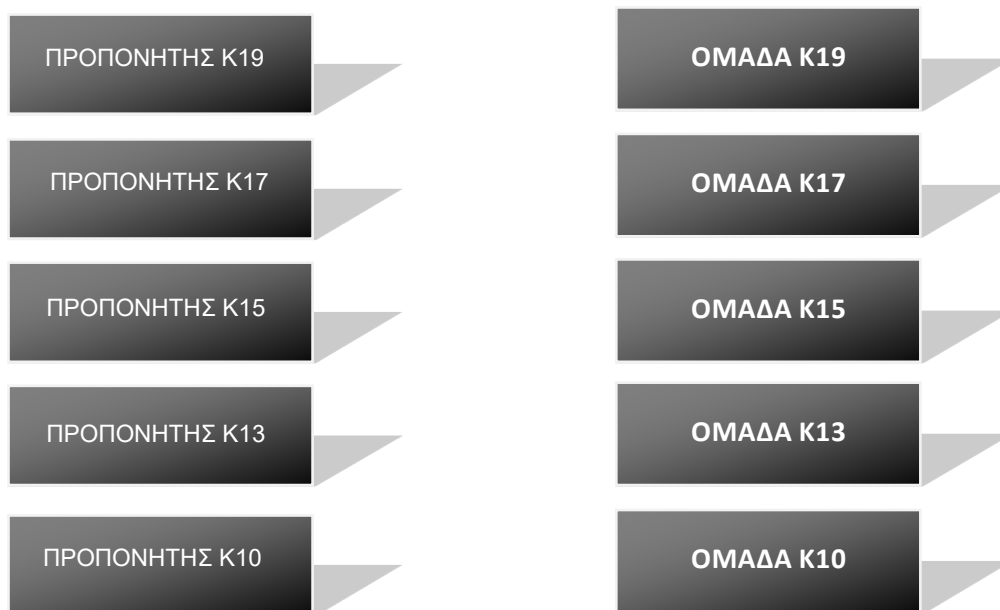 ΠΡΟΠΟΝΗΤΗΣ Κ19
ΟΜΑΔΑ Κ19
ΠΡΟΠΟΝΗΤΗΣ Κ17
ΟΜΑΔΑ Κ17
ΠΡΟΠΟΝΗΤΗΣ Κ15
ΟΜΑΔΑ Κ15
ΠΡΟΠΟΝΗΤΗΣ Κ13
ΟΜΑΔΑ Κ13
ΠΡΟΠΟΝΗΤΗΣ Κ10
ΟΜΑΔΑ Κ10